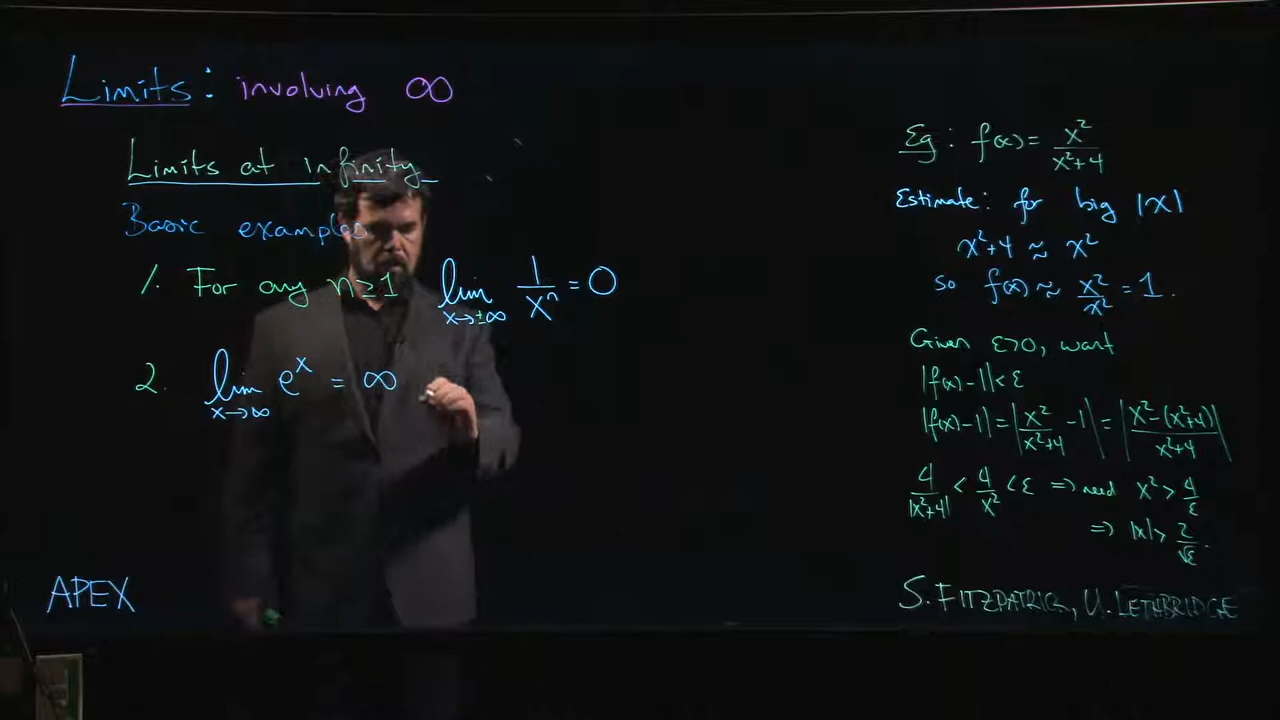 Limits: involving ∞
Limits at infinity
Basic examples
1. For any n≥1 lim x→±∞ 1/xⁿ = 0
2. lim x→∞ eˣ = ∞
APEX
Eg: f(x) = x²/(x²+4)
Estimate: for big |x|
x²+4 ≈ x²
so f(x) ≈ x²/x² = 1.
Given ε>0, want
|f(x)-1|<ε
|f(x)-1| = |x²/(x²+4) - 1| = |(x²-(x²+4))/(x²+4)|
4/|x²+4| < 4/x² < ε ⇒ need x² > 4/ε
⇒ |x| > 2/√ε.
S. FITZPATRICK, U. LETHBRIDGE